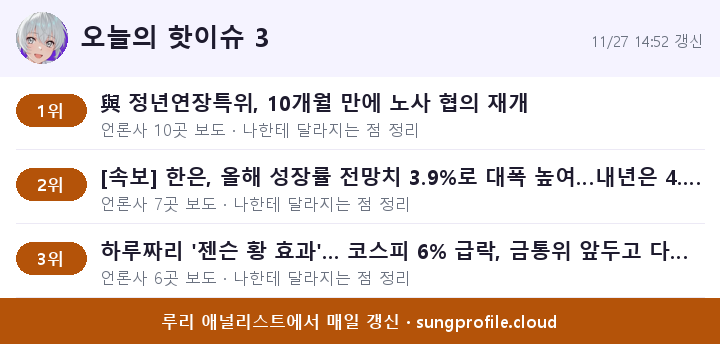 오늘의 핫이슈 3
11/27 14:52 갱신
1위
與 정년연장특위, 10개월 만에 노사 협의 재개
언론사 10곳 보도 · 나한테 달라지는 점 정리
2위
[속보] 한은, 올해 성장률 전망치 3.9%로 대폭 높여...내년은 4....
언론사 7곳 보도 · 나한테 달라지는 점 정리
3위
하루짜리 '젠슨 황 효과'... 코스피 6% 급락, 금통위 앞두고 다...
언론사 6곳 보도 · 나한테 달라지는 점 정리
루리 애널리스트에서 매일 갱신 · sungprofile.cloud